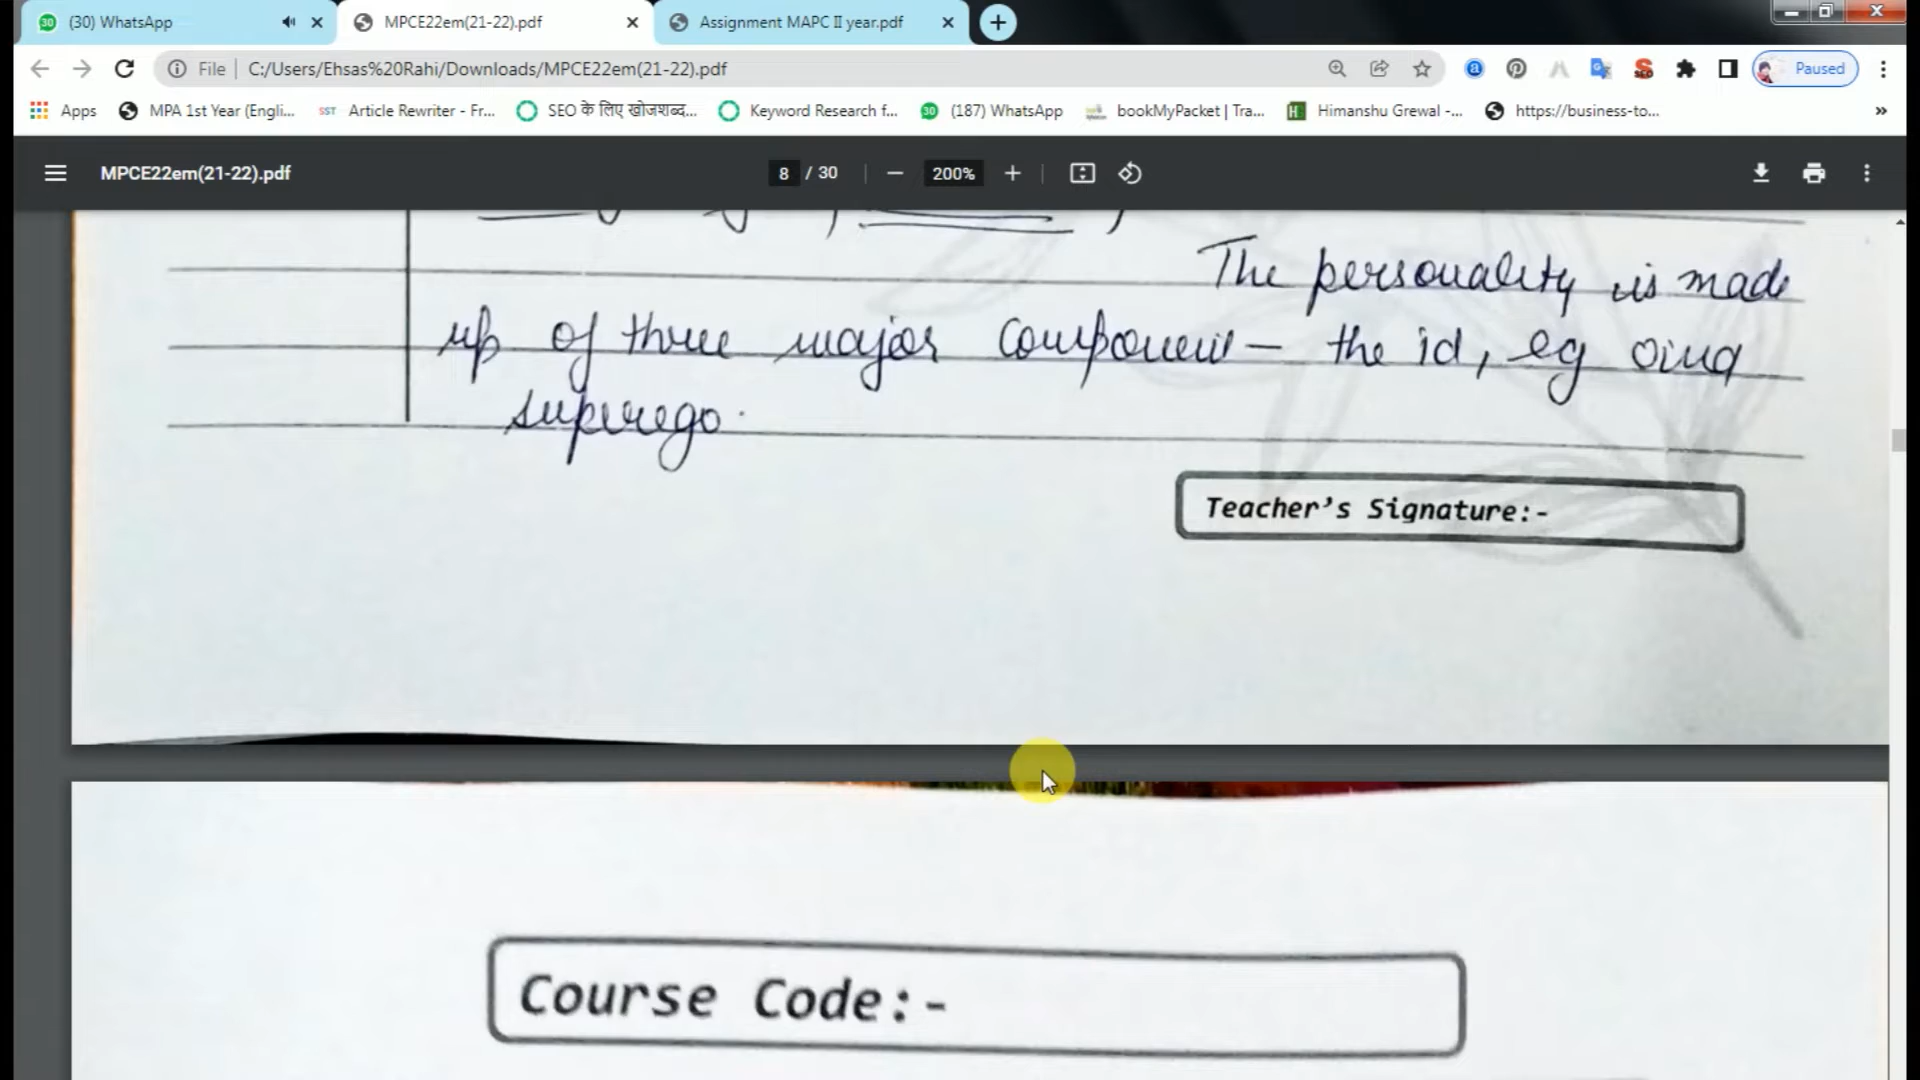 (30) WhatsApp
MPCE22em(21-22).pdf
Assignment MAPC II year.pdf
File
C:/Users/Ehsas%20Rahi/Downloads/MPCE22em(21-22).pdf
Paused
Apps
MPA 1st Year (Engli...
SST Article Rewriter - Fr...
SEO के लिए खोजशब्द...
Keyword Research f...
(187) WhatsApp
bookMyPacket | Tra...
Himanshu Grewal -...
https://business-to...
»
MPCE22em(21-22).pdf
8 / 30
200%
The personality is made
up of three major component – the id, eg
superego.
Teacher's Signature:-
Course Code:-